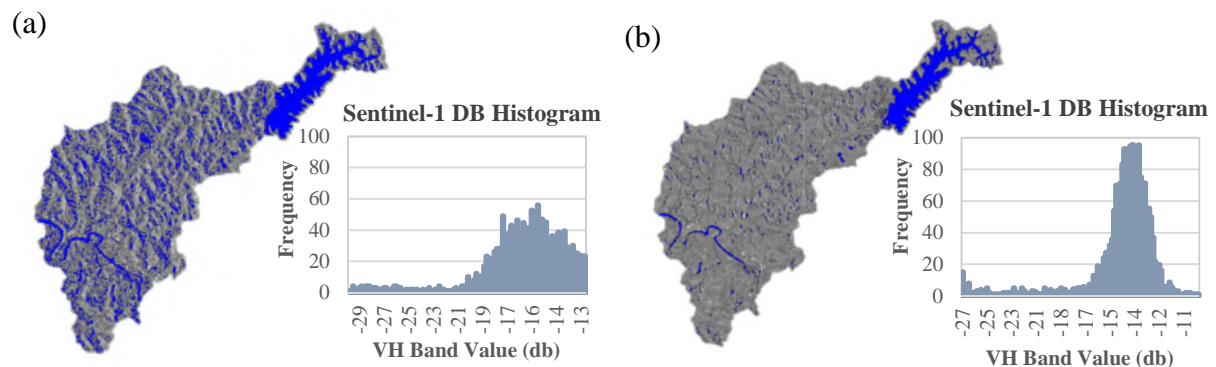 (a)
Sentinel-1 DB Histogram
Frequency
100
80
60
40
20
0
-29 -27 -25 -23 -21 -19 -17 -16 -14 -13
VH Band Value (db)
(b)
Sentinel-1 DB Histogram
Frequency
100
80
60
40
20
0
-27 -25 -23 -21 -18 -17 -15 -14 -12 -11
VH Band Value (db)